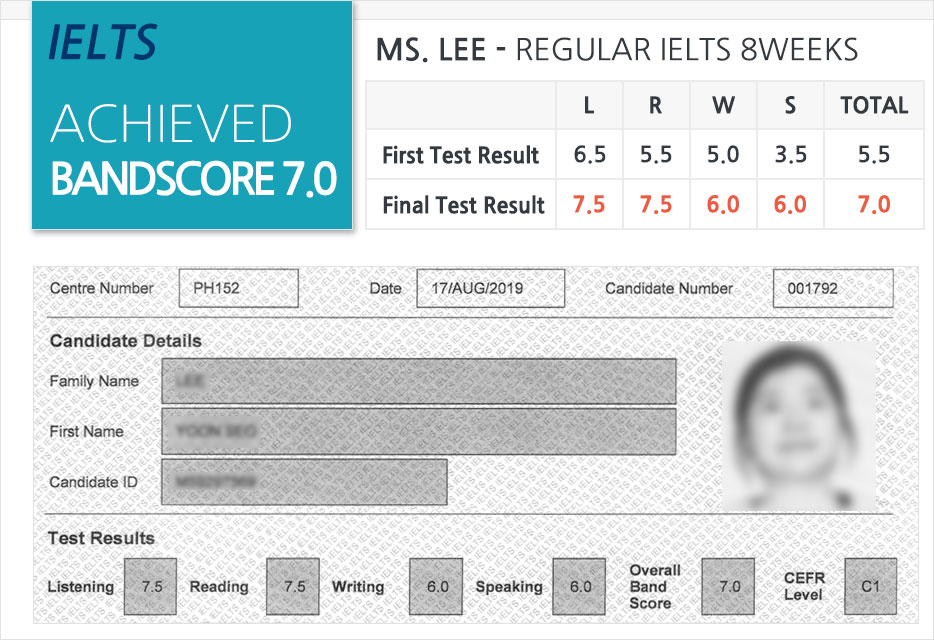 IELTS
ACHIEVED
BANDSCORE 7.0
MS. LEE - REGULAR IELTS 8WEEKS
L R W S TOTAL
First Test Result 6.5 5.5 5.0 3.5 5.5
Final Test Result 7.5 7.5 6.0 6.0 7.0
Centre Number PH152 Date 17/AUG/2019 Candidate Number 001792
Candidate Details
Family Name
First Name
Candidate ID
Test Results
Listening 7.5 Reading 7.5 Writing 6.0 Speaking 6.0 Overall Band Score 7.0 CEFR Level C1